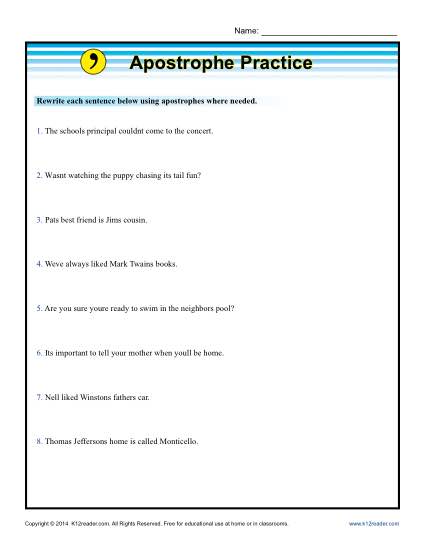 Name:
Apostrophe Practice
Rewrite each sentence below using apostrophes where needed.
1. The schools principal couldnt come to the concert.
2. Wasnt watching the puppy chasing its tail fun?
3. Pats best friend is Jims cousin.
4. Weve always liked Mark Twains books.
5. Are you sure youre ready to swim in the neighbors pool?
6. Its important to tell your mother when youll be home.
7. Nell liked Winstons fathers car.
8. Thomas Jeffersons home is called Monticello.
Copyright © 2014 K12reader.com. All Rights Reserved. Free for educational use at home or in classrooms. www.k12reader.com